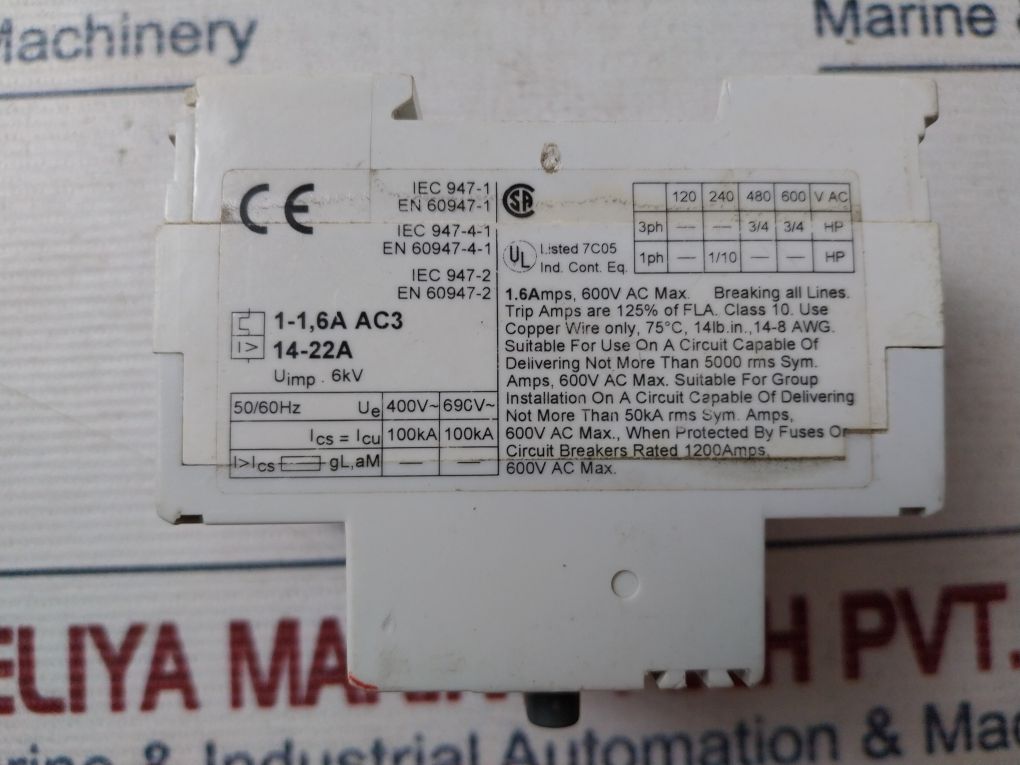 Machinery
Marine &
CE
IEC 947-1
EN 60947-1
IEC 947-4-1
EN 60947-4-1
IEC 947-2
EN 60947-2
1-1,6A AC3
I> 14-22A
Uimp . 6kV
50/60Hz Ue 400V~ 690V~
Ics = Icu 100kA 100kA
I>Ics gL,aM — —
SA
UL
Listed 7C05
Ind. Cont. Eq.
120 240 480 600 V AC
3ph — — 3/4 3/4 HP
1ph — 1/10 — — HP
1.6Amps, 600V AC Max. Breaking all Lines.
Trip Amps are 125% of FLA. Class 10. Use
Copper Wire only, 75°C, 14lb.in.,14-8 AWG.
Suitable For Use On A Circuit Capable Of
Delivering Not More Than 5000 rms Sym.
Amps, 600V AC Max. Suitable For Group
Installation On A Circuit Capable Of Delivering
Not More Than 50kA rms Sym. Amps,
600V AC Max., When Protected By Fuses Or
Circuit Breakers Rated 1200Amps,
600V AC Max.
PVT.
& Industrial Automation & Mac